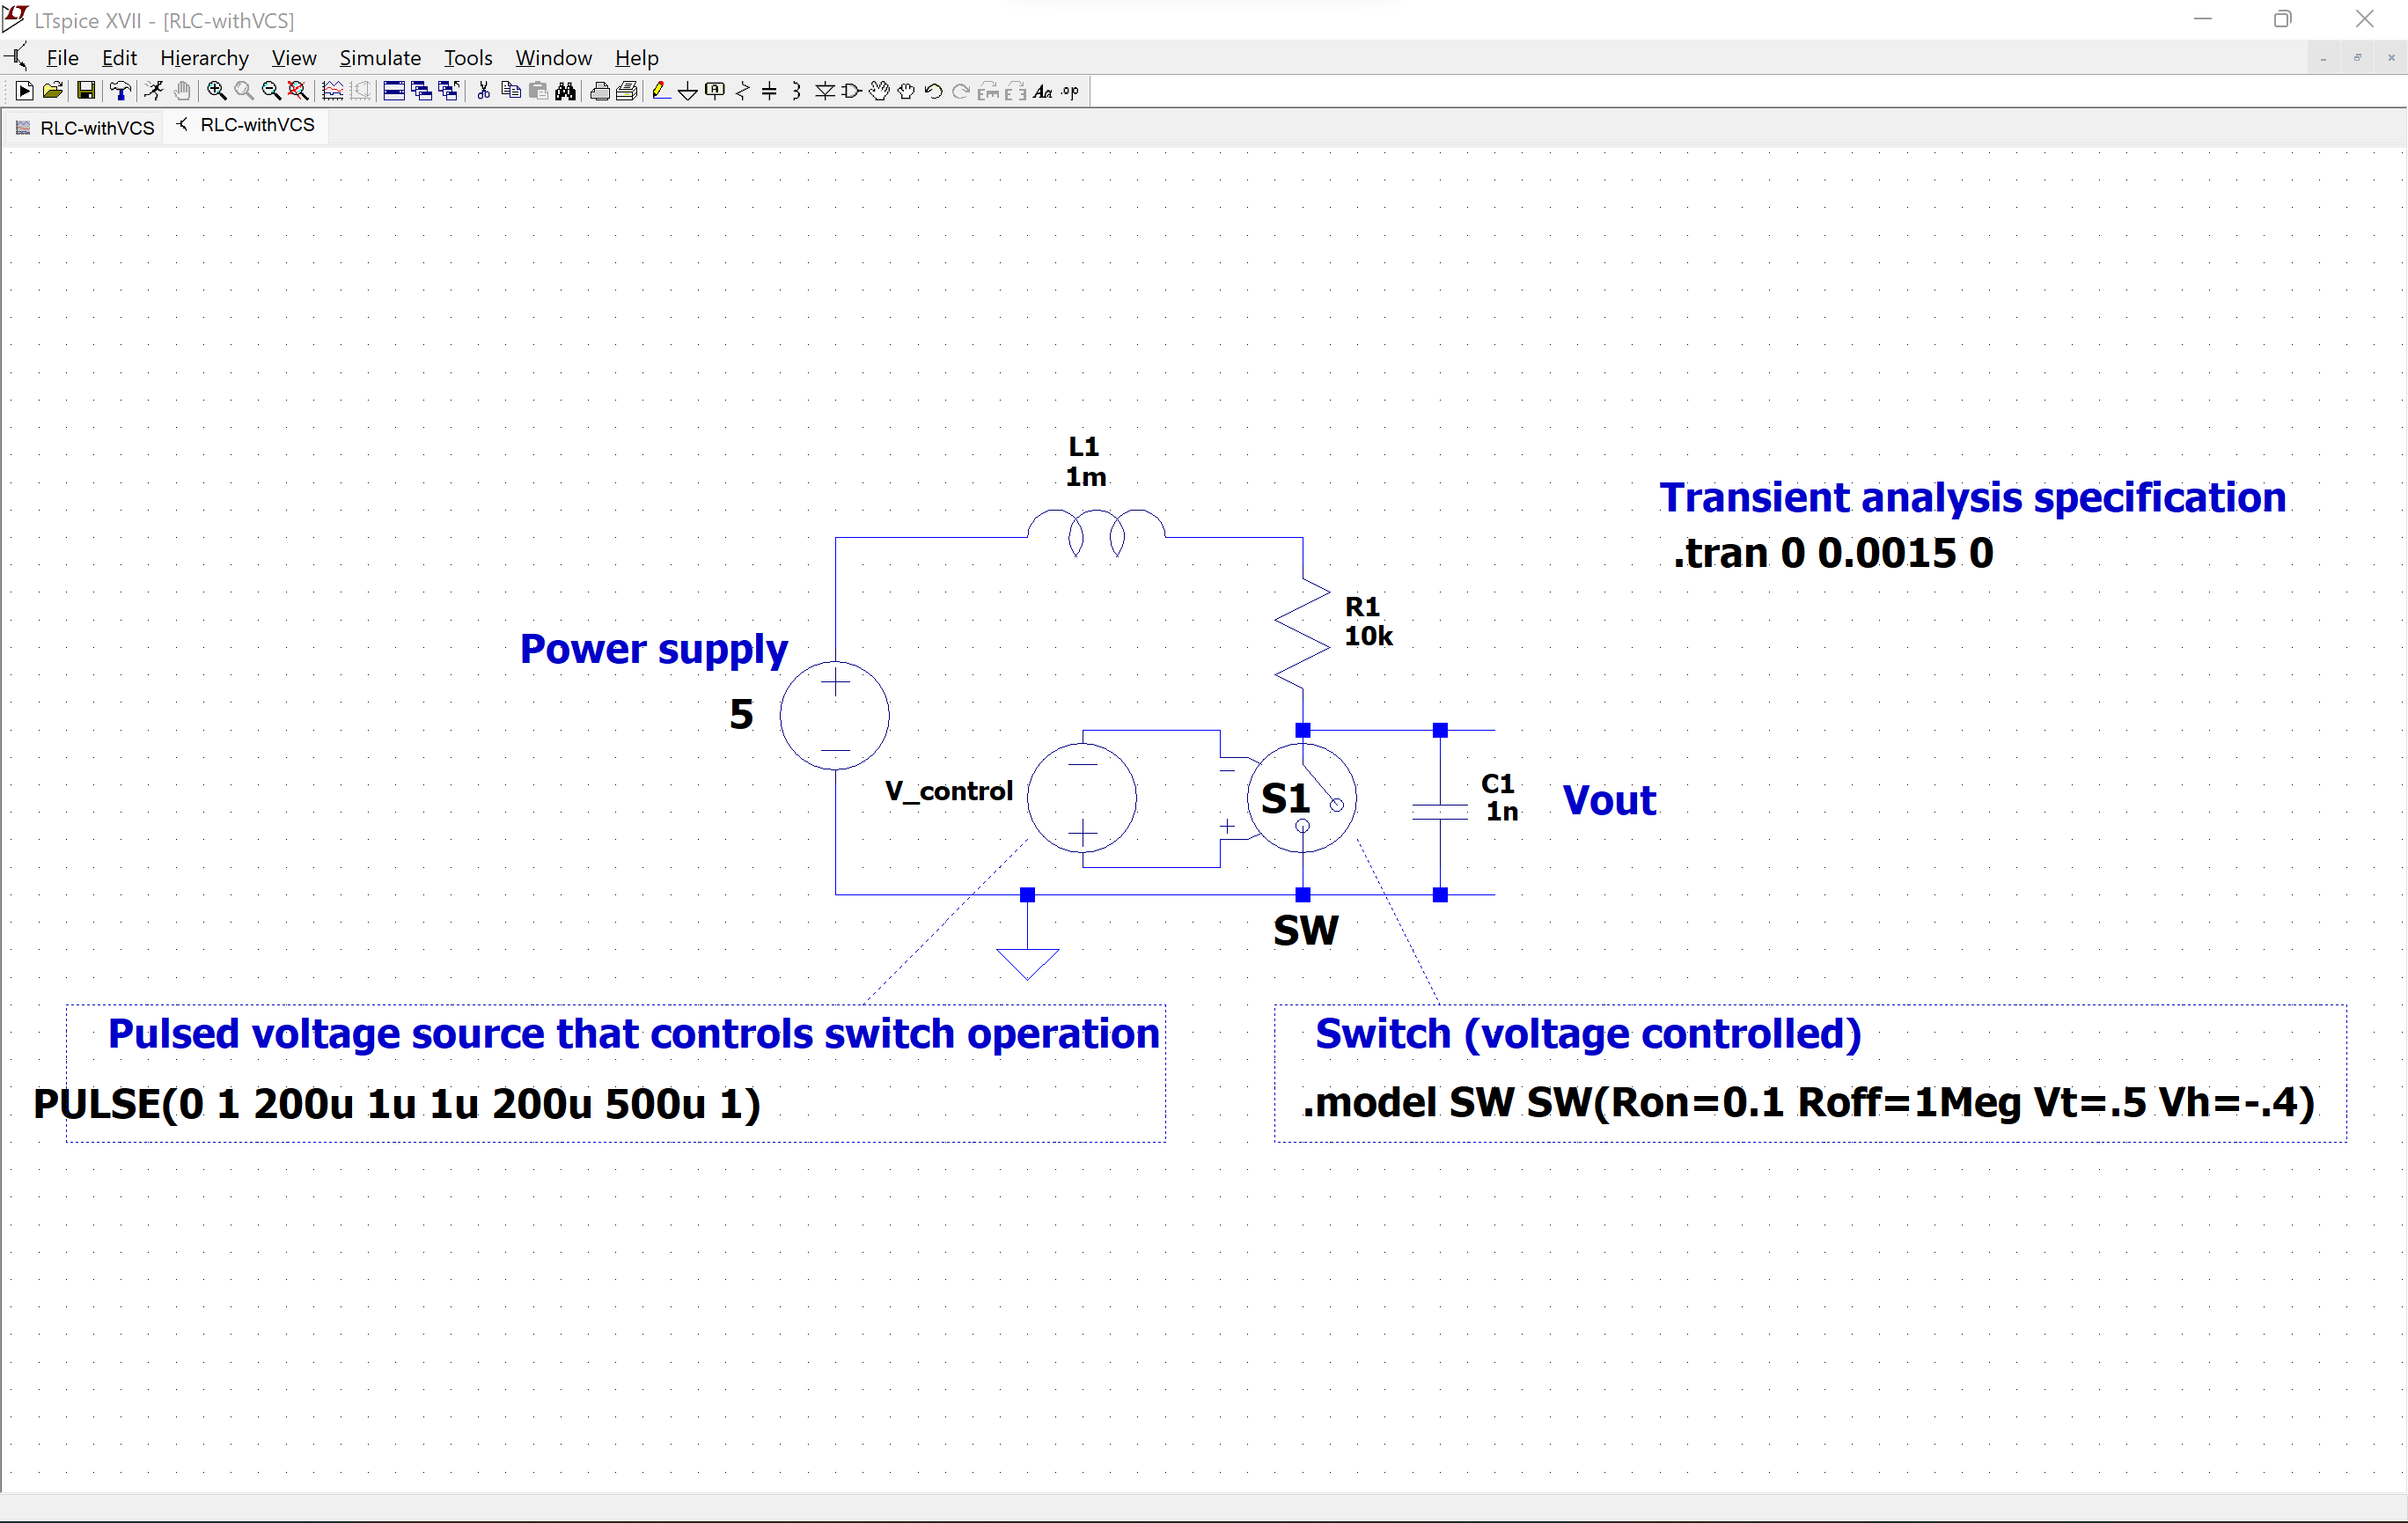 LTspice XVII - [RLC-withVCS]
File Edit Hierarchy View Simulate Tools Window Help
Aa .op
RLC-withVCS RLC-withVCS
L1
1m
Transient analysis specification
.tran 0 0.0015 0
R1
10k
Power supply
5
V_control
S1
C1
1n
Vout
SW
Pulsed voltage source that controls switch operation
PULSE(0 1 200u 1u 1u 200u 500u 1)
Switch (voltage controlled)
.model SW SW(Ron=0.1 Roff=1Meg Vt=.5 Vh=-.4)